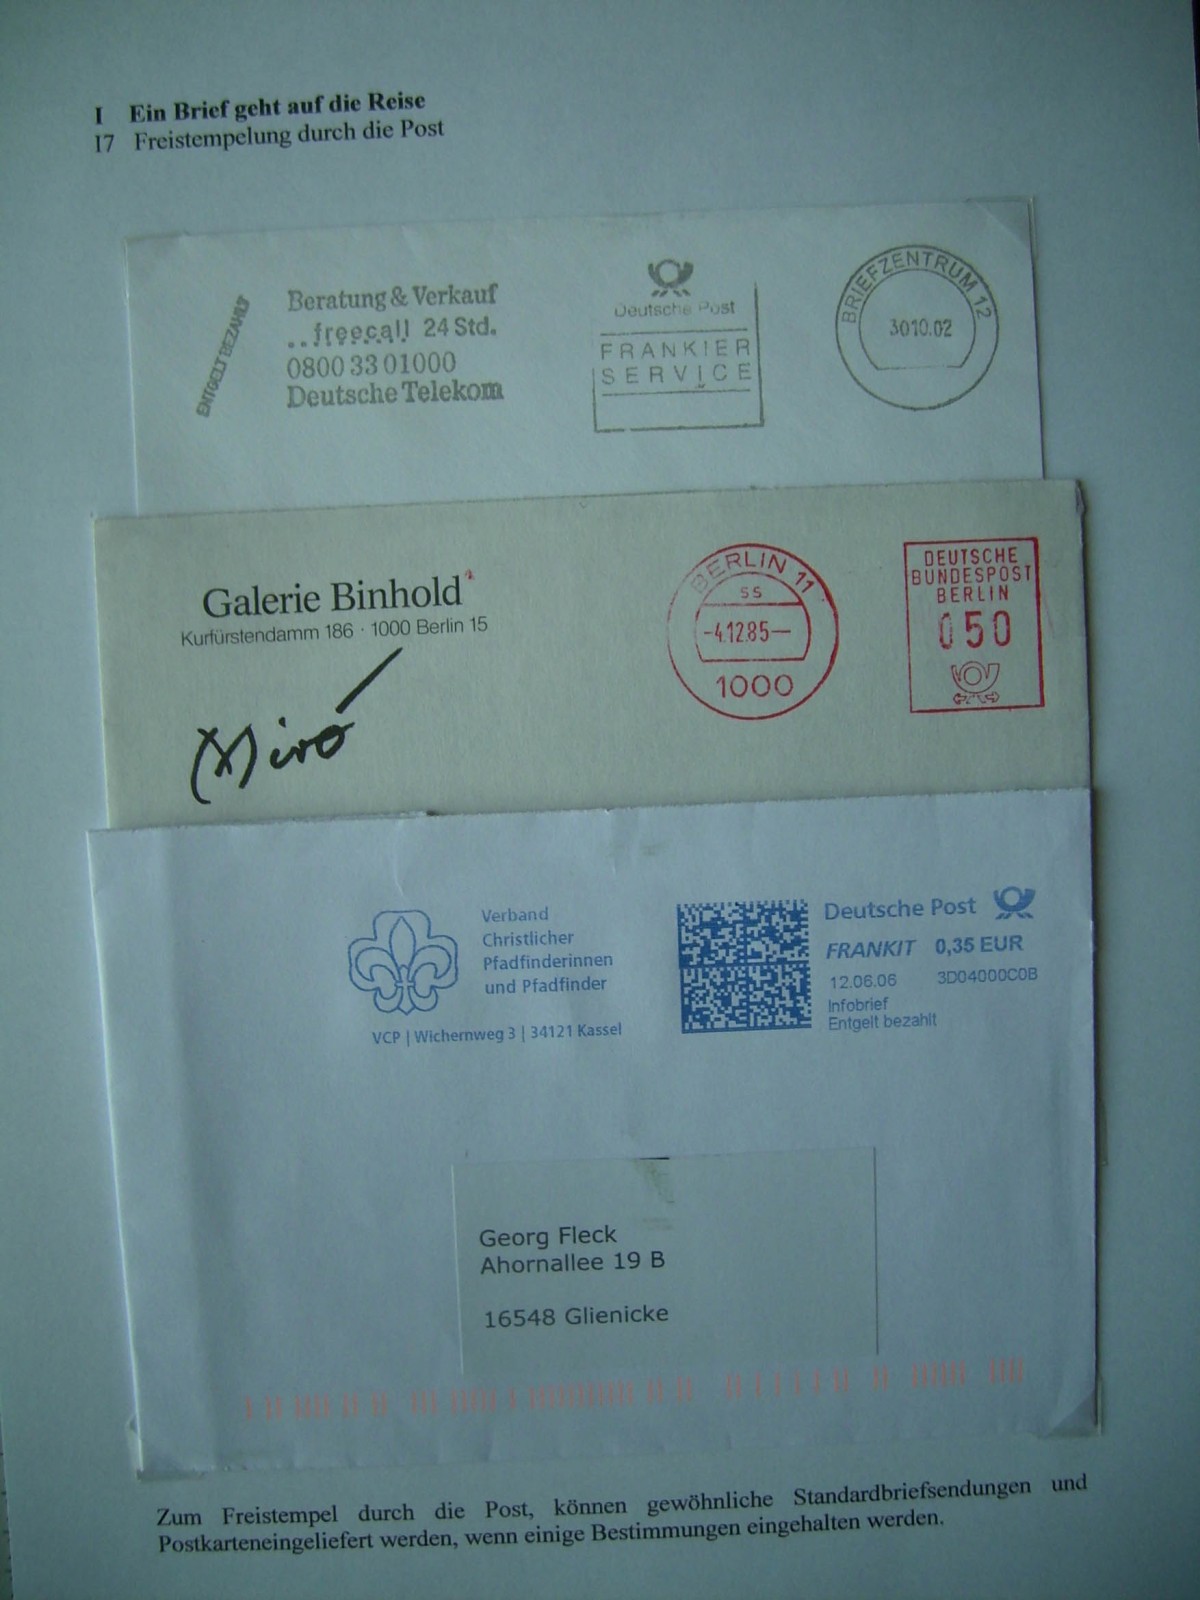 I Ein Brief geht auf die Reise
I7 Freistempelung durch die Post
ENTGELT BEZAHLT
Beratung & Verkauf
..freecall 24 Std.
0800 33 01000
Deutsche Telekom
Deutsche Post
FRANKIER
SERVICE
BRIEFZENTRUM 12
3010.02
Galerie Binhold
Kurfürstendamm 186 · 1000 Berlin 15
Miró
BERLIN 11
ss
-4.12.85-
1000
DEUTSCHE
BUNDESPOST
BERLIN
050
Verband
Christlicher
Pfadfinderinnen
und Pfadfinder
VCP | Wichernweg 3 | 34121 Kassel
Deutsche Post
FRANKIT 0,35 EUR
12.06.06 3D04000C0B
Infobrief
Entgelt bezahlt
Georg Fleck
Ahornallee 19 B
16548 Glienicke
Zum Freistempel durch die Post, können gewöhnliche Standardbriefsendungen und
Postkarteneingeliefert werden, wenn einige Bestimmungen eingehalten werden.